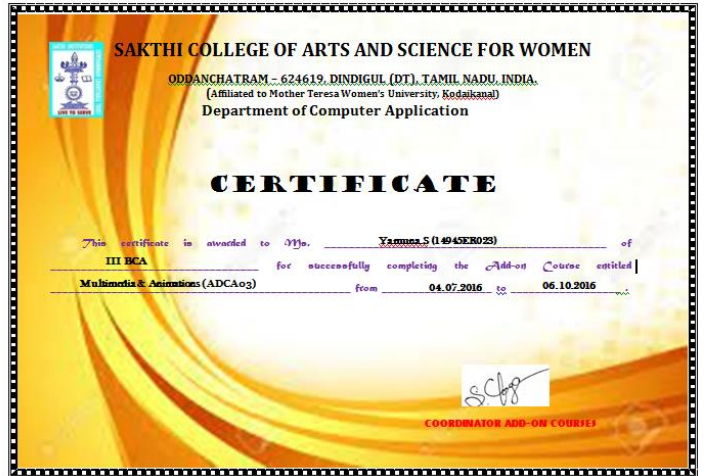 SAKTHI COLLEGE OF ARTS AND SCIENCE FOR WOMEN
ODDANCHATRAM – 624619, DINDIGUL (DT), TAMIL NADU, INDIA.
(Affiliated to Mother Teresa Women's University, Kodaikanal)
Department of Computer Application
LIVE TO SERVE
CERTIFICATE
This certificate is awarded to Ms. Yamuna.S (14945ER023) of
III BCA for successfully completing the Add-on Course entitled
Multimedia & Animations (ADCA03) from 04.07.2016 to 06.10.2016 .
COORDINATOR ADD-ON COURSES